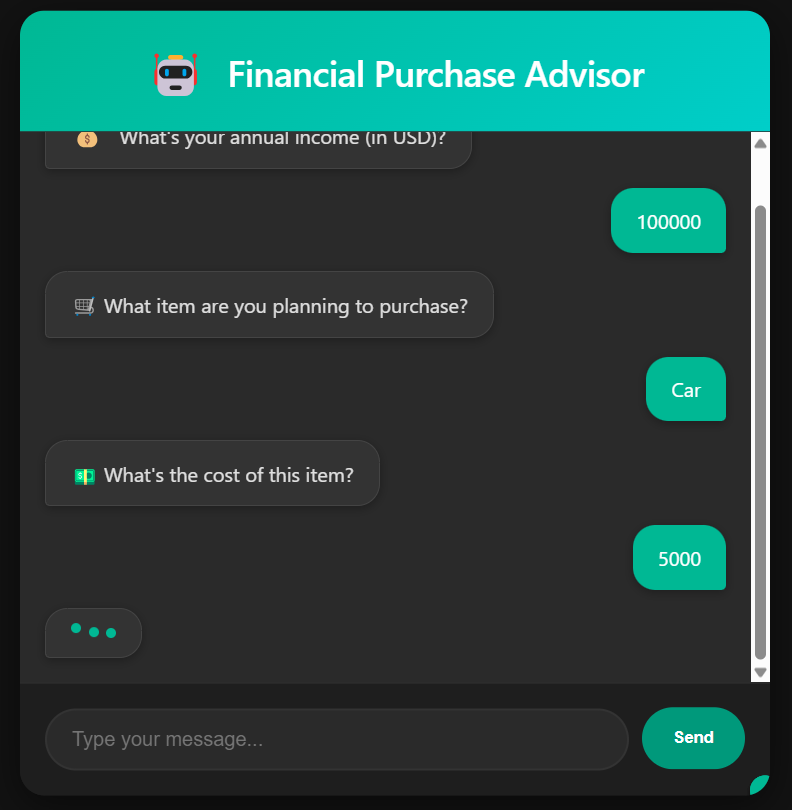 Financial Purchase Advisor
What's your annual income (in USD)?
100000
What item are you planning to purchase?
Car
What's the cost of this item?
5000
Type your message...
Send